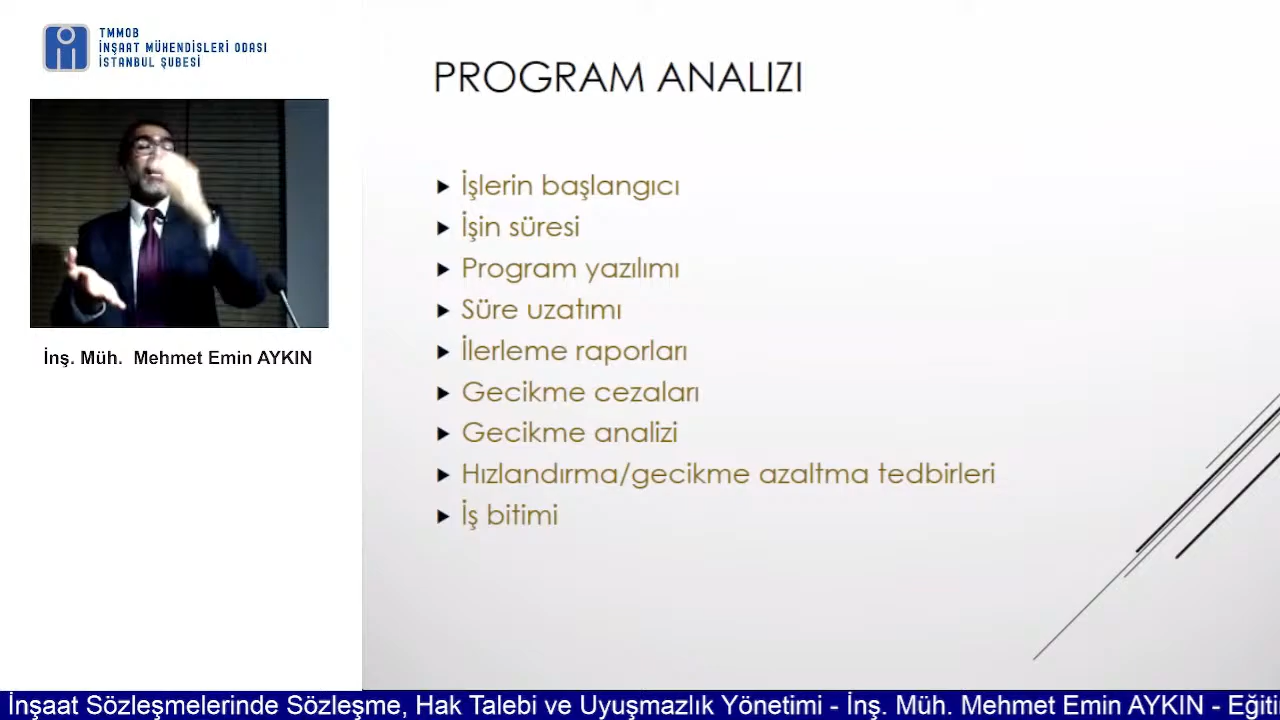 TMMOB
İNŞAAT MÜHENDİSLERİ ODASI
İSTANBUL ŞUBESİ
İnş. Müh. Mehmet Emin AYKIN
PROGRAM ANALIZI
İşlerin başlangıcı
İşin süresi
Program yazılımı
Süre uzatımı
İlerleme raporları
Gecikme cezaları
Gecikme analizi
Hızlandırma/gecikme azaltma tedbirleri
İş bitimi
İnşaat Sözleşmelerinde Sözleşme, Hak Talebi ve Uyuşmazlık Yönetimi - İnş. Müh. Mehmet Emin AYKIN - Eğiti